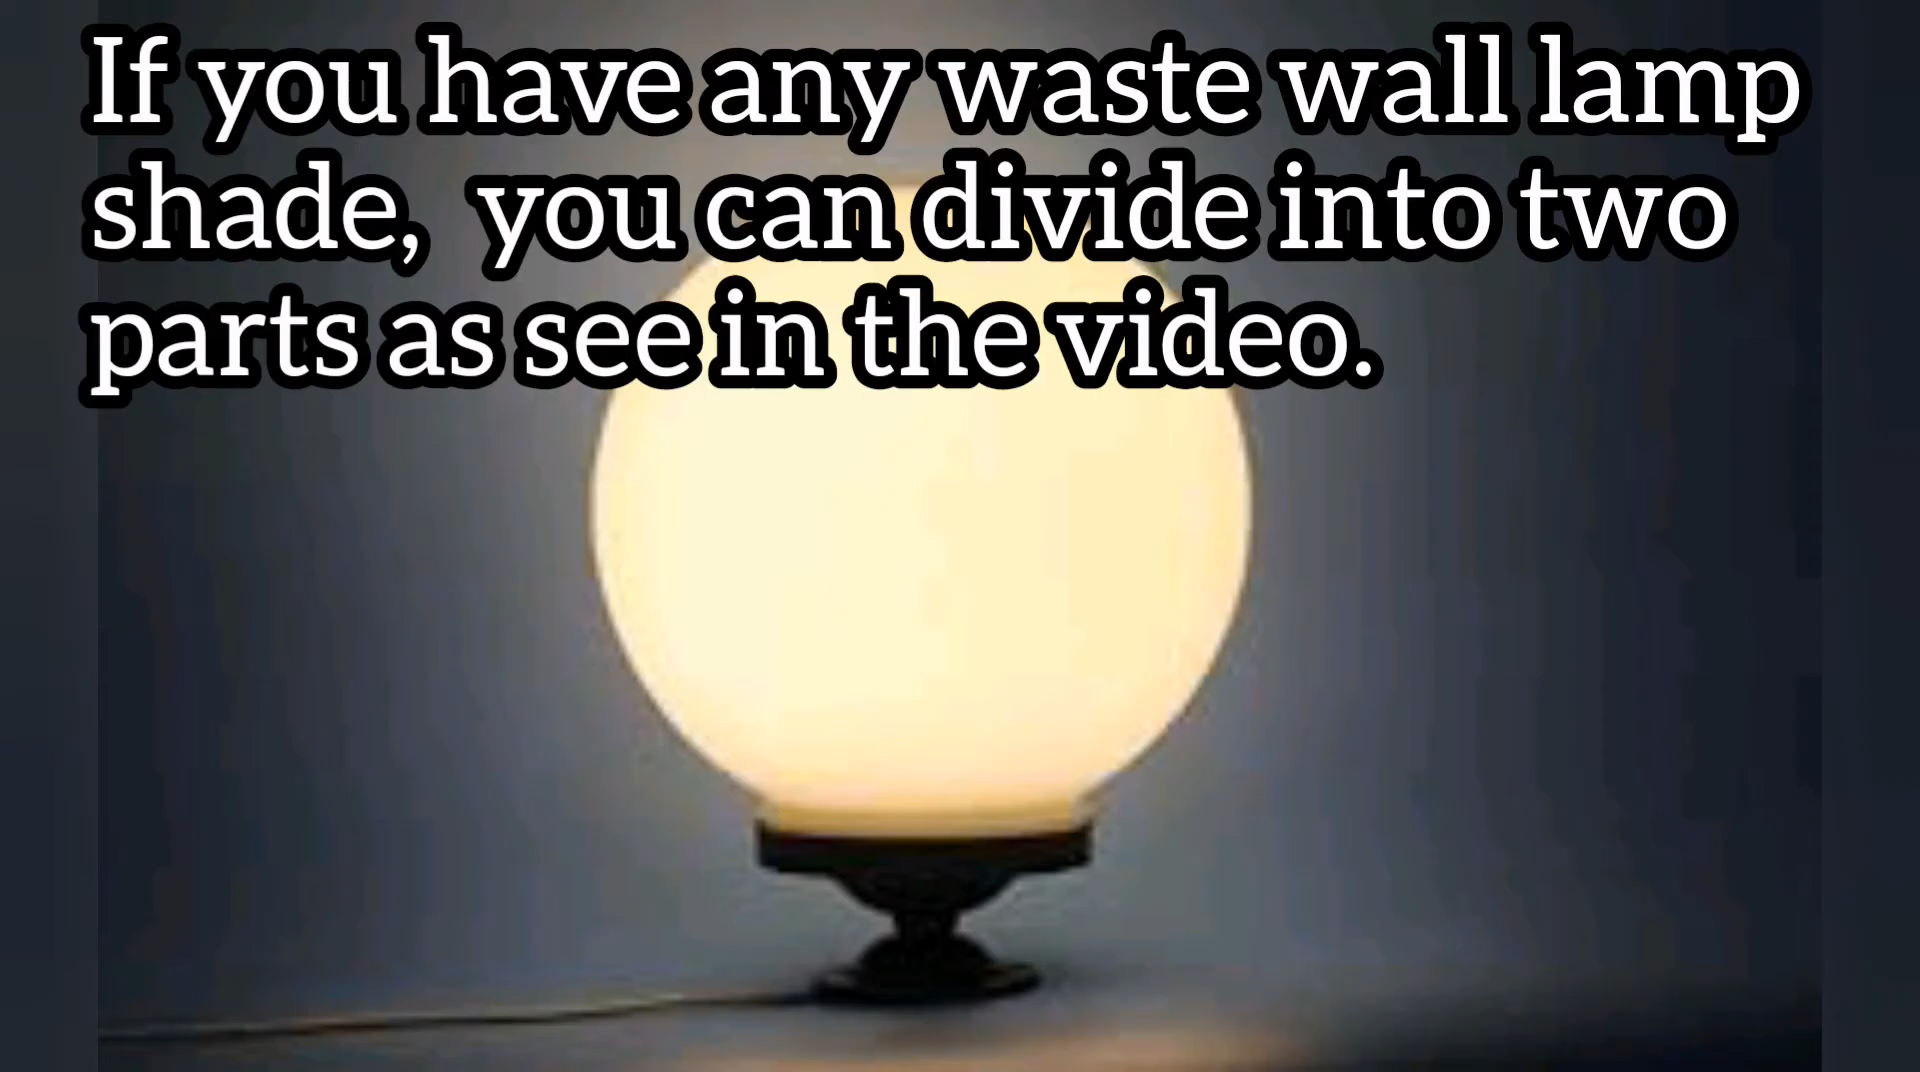 If you have any waste wall lamp
shade, you can divide into two
parts as see in the video.